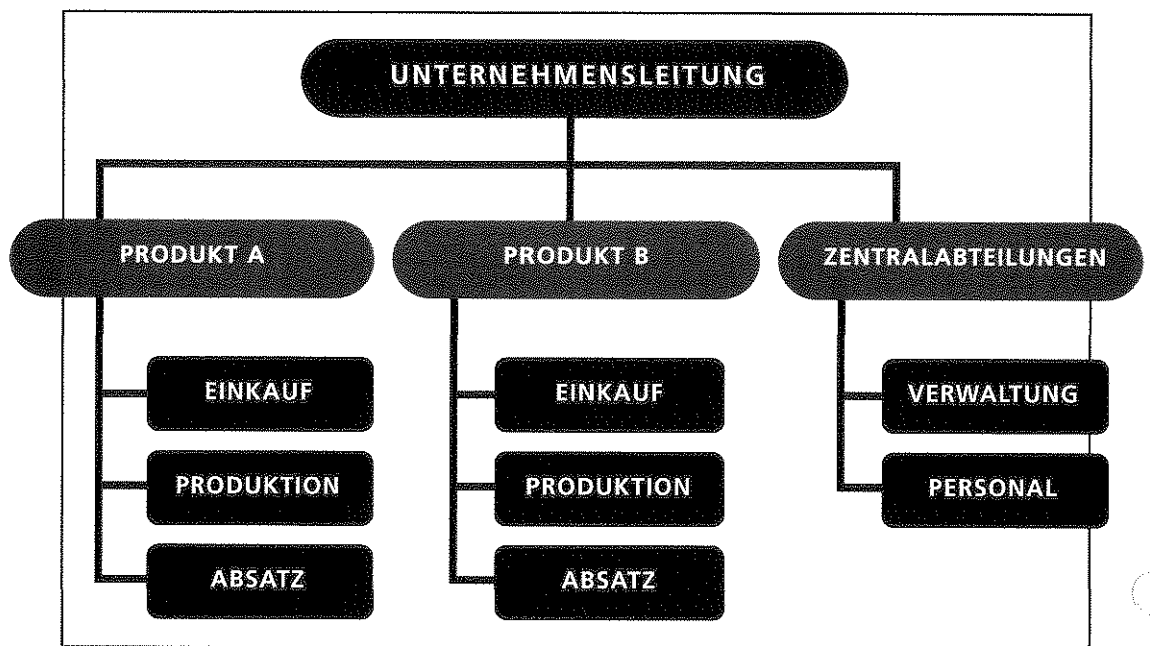 UNTERNEHMENSLEITUNG
PRODUKT A
PRODUKT B
ZENTRALABTEILUNGEN
EINKAUF
EINKAUF
VERWALTUNG
PRODUKTION
PRODUKTION
PERSONAL
ABSATZ
ABSATZ